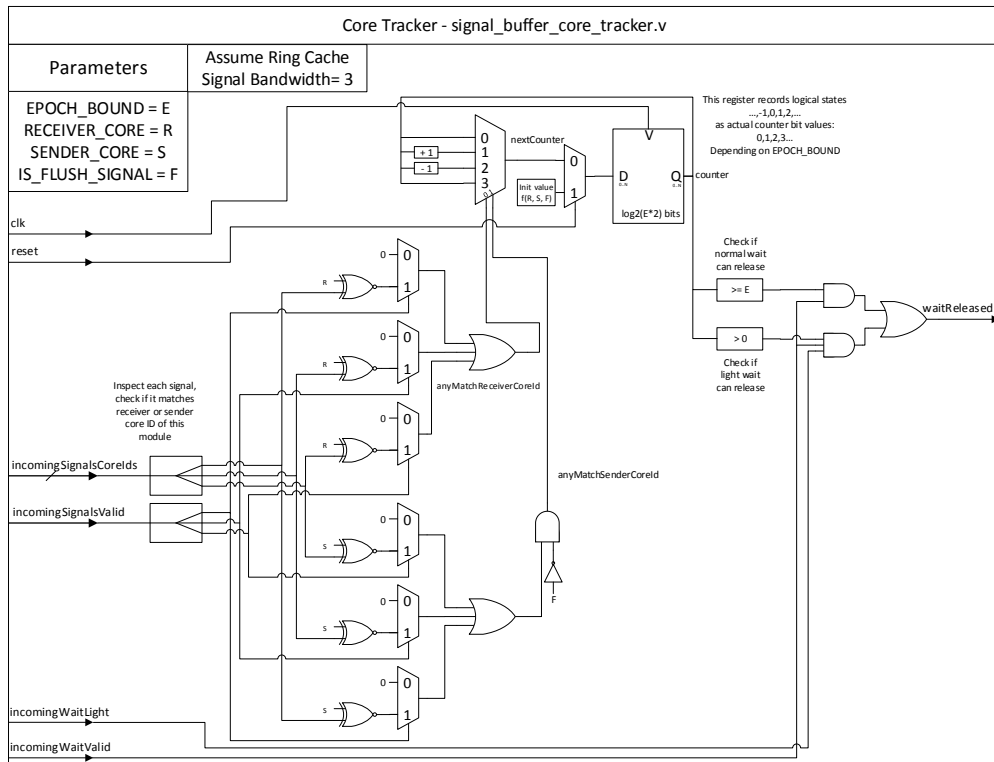 Core Tracker - signal_buffer_core_tracker.v
Parameters
Assume Ring Cache
Signal Bandwidth= 3
EPOCH_BOUND = E
RECEIVER_CORE = R
SENDER_CORE = S
IS_FLUSH_SIGNAL = F
This register records logical states
...,-1,0,1,2,...
as actual counter bit values:
0,1,2,3...
Depending on EPOCH_BOUND
0
+ 1
1
- 1
2
3
nextCounter
0
1
Init value
f(R, S, F)
V
D
0..N
Q
0..N
log2(E*2) bits
counter
clk
reset
Check if
normal wait
can release
>= E
> 0
Check if
light wait
can release
waitReleased
0
0
R
1
0
0
R
1
0
0
R
1
anyMatchReceiverCoreId
Inspect each signal,
check if it matches
receiver or sender
core ID of this
module
incomingSignalsCoreIds
incomingSignalsValid
anyMatchSenderCoreId
0
0
S
1
0
0
S
1
0
0
S
1
F
incomingWaitLight
incomingWaitValid